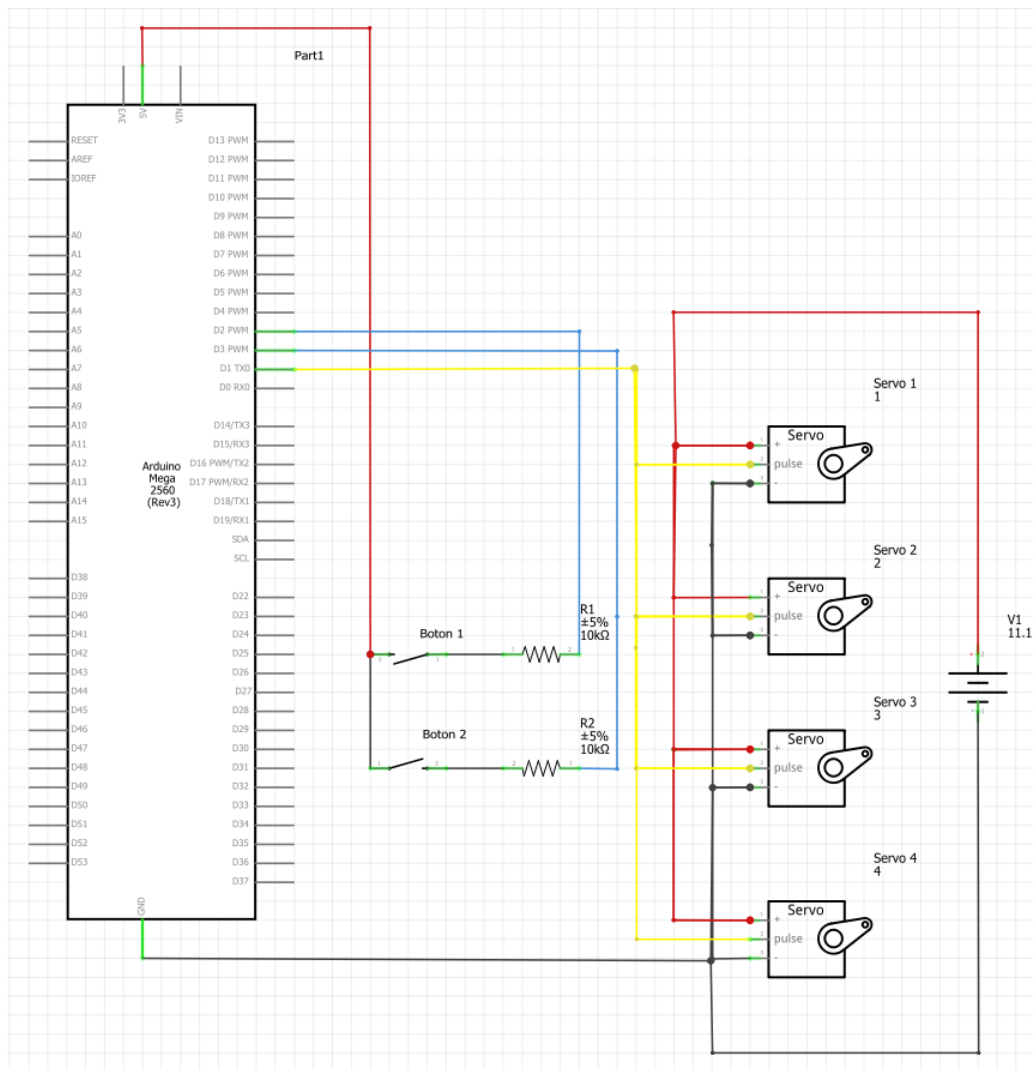 Part1
3V3
5V
VIN
RESET
AREF
IOREF
A0
A1
A2
A3
A4
A5
A6
A7
A8
A9
A10
A11
A12
A13
A14
A15
D38
D39
D40
D41
D42
D43
D44
D45
D46
D47
D48
D49
D50
D51
D52
D53
Arduino
Mega
2560
(Rev3)
D13 PWM
D12 PWM
D11 PWM
D10 PWM
D9 PWM
D8 PWM
D7 PWM
D6 PWM
D5 PWM
D4 PWM
D2 PWM
D3 PWM
D1 TX0
D0 RX0
D14/TX3
D15/RX3
D16 PWM/TX2
D17 PWM/RX2
D18/TX1
D19/RX1
SDA
SCL
D22
D23
D24
D25
D26
D27
D28
D29
D30
D31
D32
D33
D34
D35
D36
D37
GND
Boton 1
R1
±5%
10kΩ
1
2
Boton 2
R2
±5%
10kΩ
2
1
Servo 1
1
Servo
+
pulse
-
Servo 2
2
Servo
+
pulse
-
Servo 3
3
Servo
+
pulse
-
Servo 4
4
Servo
+
pulse
-
V1
11.1